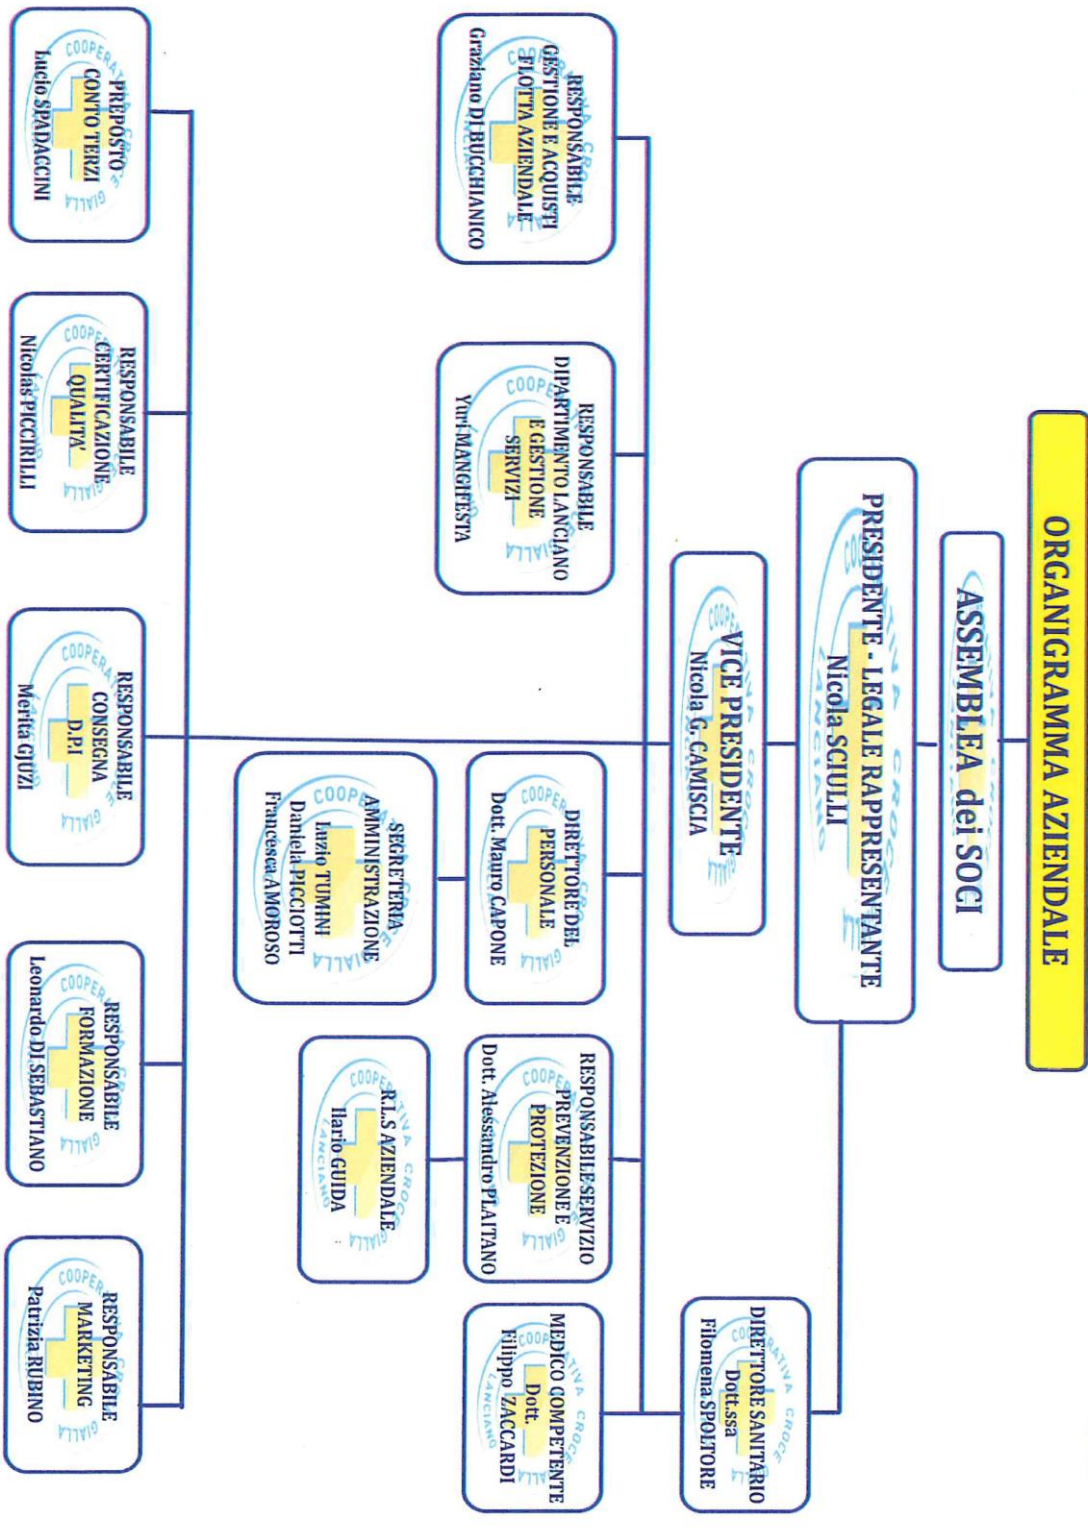 ORGANIGRAMMA AZIENDALE
ASSEMBLEA dei SOCI
PRESIDENTE - LEGALE RAPPRESENTANTE
Nicola SCIULLI
VICE PRESIDENTE
Nicola G. CAMISCIA
DIRETTORE SANITARIO
Dott.ssa
Filomena SPOLTORE
RESPONSABILE
GESTIONE E ACQUISTI
FLOTTA AZIENDALE
Graziano DI BUCCHIANICO
RESPONSABILE
DIPARTIMENTO LANCIANO
E GESTIONE
SERVIZI
Yuri MANGIFESTA
DIRETTORE DEL
PERSONALE
Dott. Mauro CAPONE
RESPONSABILE SERVIZIO
PREVENZIONE E
PROTEZIONE
Dott. Alessandro PLAITANO
MEDICO COMPETENTE
Dott.
Filippo ZACCARDI
SEGRETERIA
AMMINISTRAZIONE
Luzio TUMINI
Daniela PICCIOTTI
Francesca AMOROSO
R.L.S AZIENDALE
Ilario GUIDA
PREPOSTO
CONTO TERZI
Lucio SPADACCINI
RESPONSABILE
CERTIFICAZIONE
QUALITA'
Nicolas PICCIRILLI
RESPONSABILE
CONSEGNA
D.P.I
Merita GJUZI
RESPONSABILE
FORMAZIONE
Leonardo DI SEBASTIANO
RESPONSABILE
MARKETING
Patrizia RUBINO
COOPERATIVA CROCE GIALLA
LANCIANO